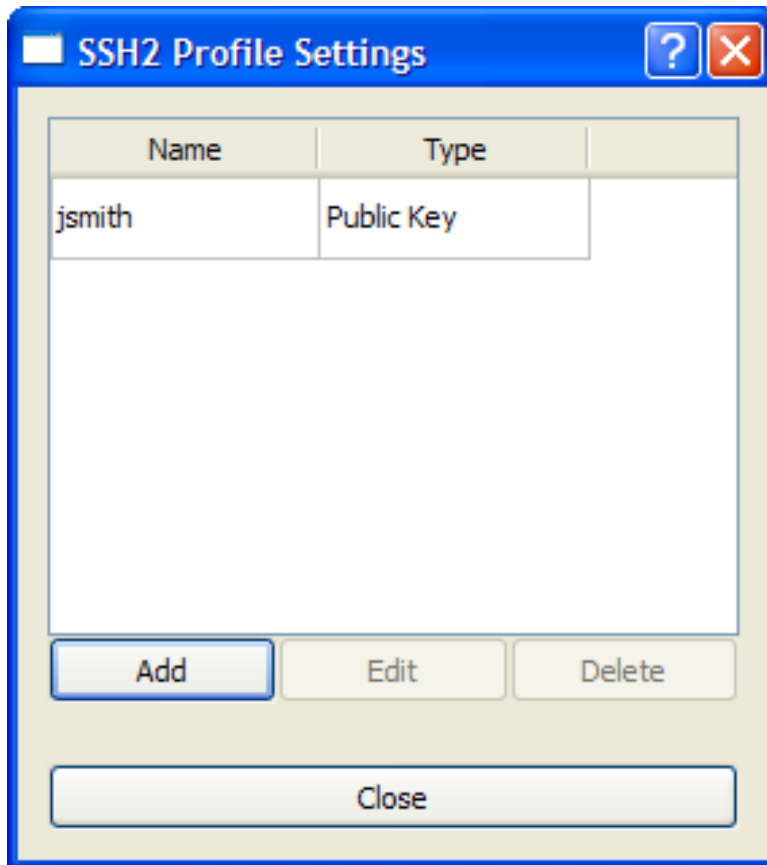 SSH2 Profile Settings ?
Name Type
jsmith Public Key
Add Edit Delete
Close